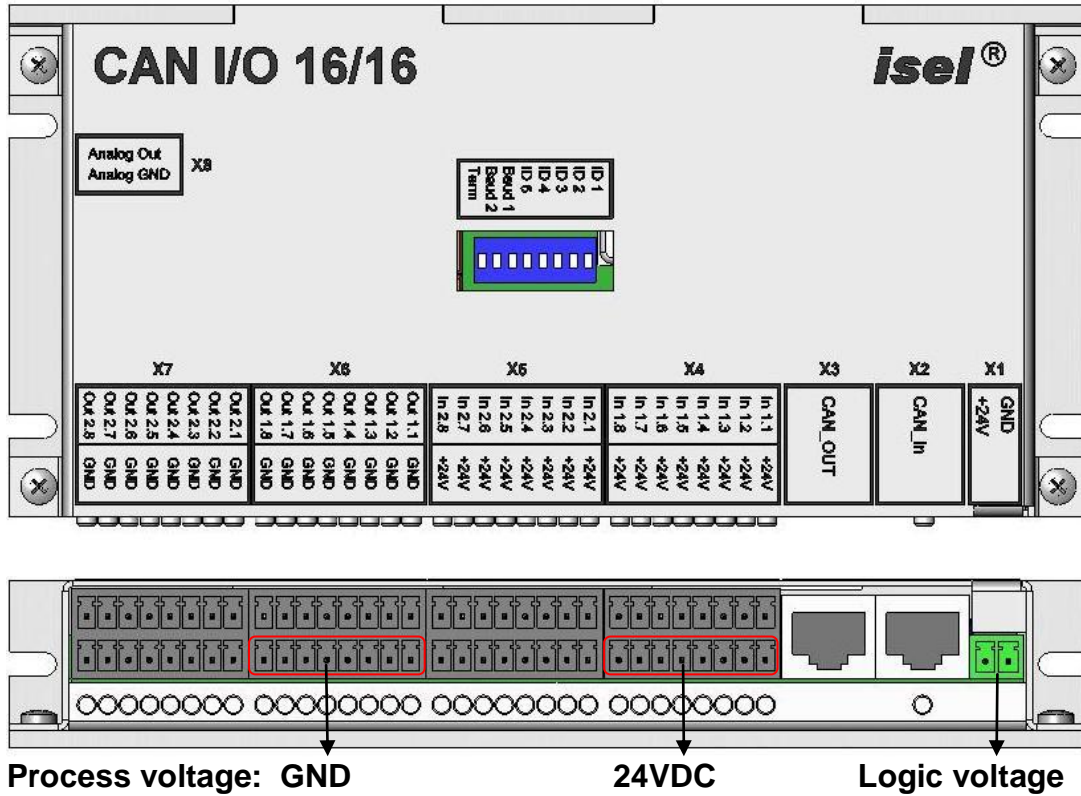 CAN I/O 16/16
isel®
Analog Out
Analog GND
X8
Term
Baud 2
Baud 1
ID 5
ID 4
ID 3
ID 2
ID 1
X7
X6
X5
X4
X3
X2
X1
Out 2.8 GND
Out 2.7 GND
Out 2.6 GND
Out 2.5 GND
Out 2.4 GND
Out 2.3 GND
Out 2.2 GND
Out 2.1 GND
Out 1.8 GND
Out 1.7 GND
Out 1.6 GND
Out 1.5 GND
Out 1.4 GND
Out 1.3 GND
Out 1.2 GND
Out 1.1 GND
In 2.8 +24V
In 2.7 +24V
In 2.6 +24V
In 2.5 +24V
In 2.4 +24V
In 2.3 +24V
In 2.2 +24V
In 2.1 +24V
In 1.8 +24V
In 1.7 +24V
In 1.6 +24V
In 1.5 +24V
In 1.4 +24V
In 1.3 +24V
In 1.2 +24V
In 1.1 +24V
CAN_OUT
CAN_In
+24V
GND
Process voltage: GND
24VDC
Logic voltage